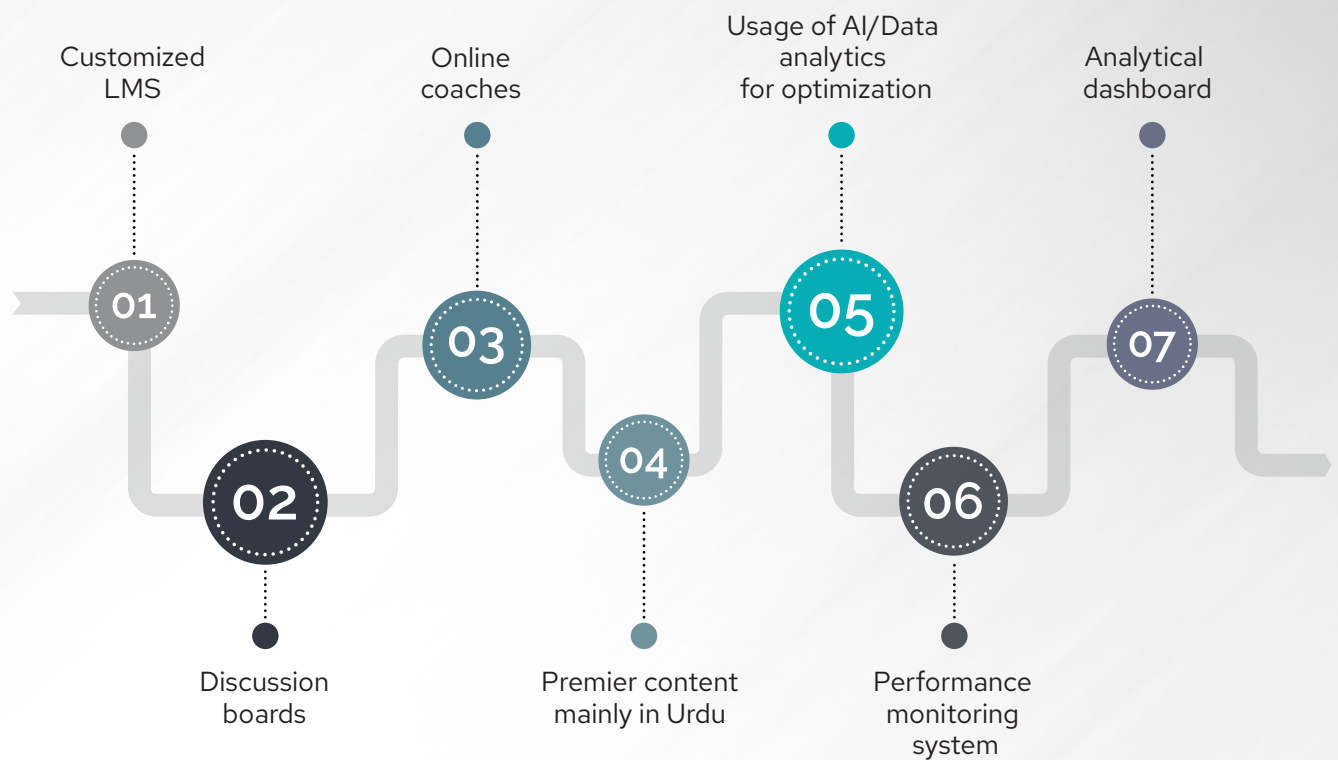 Customized
LMS
01
02
Discussion
boards
Online
coaches
03
04
Premier content
mainly in Urdu
Usage of AI/Data
analytics
for optimization
05
06
Performance
monitoring
system
Analytical
dashboard
07